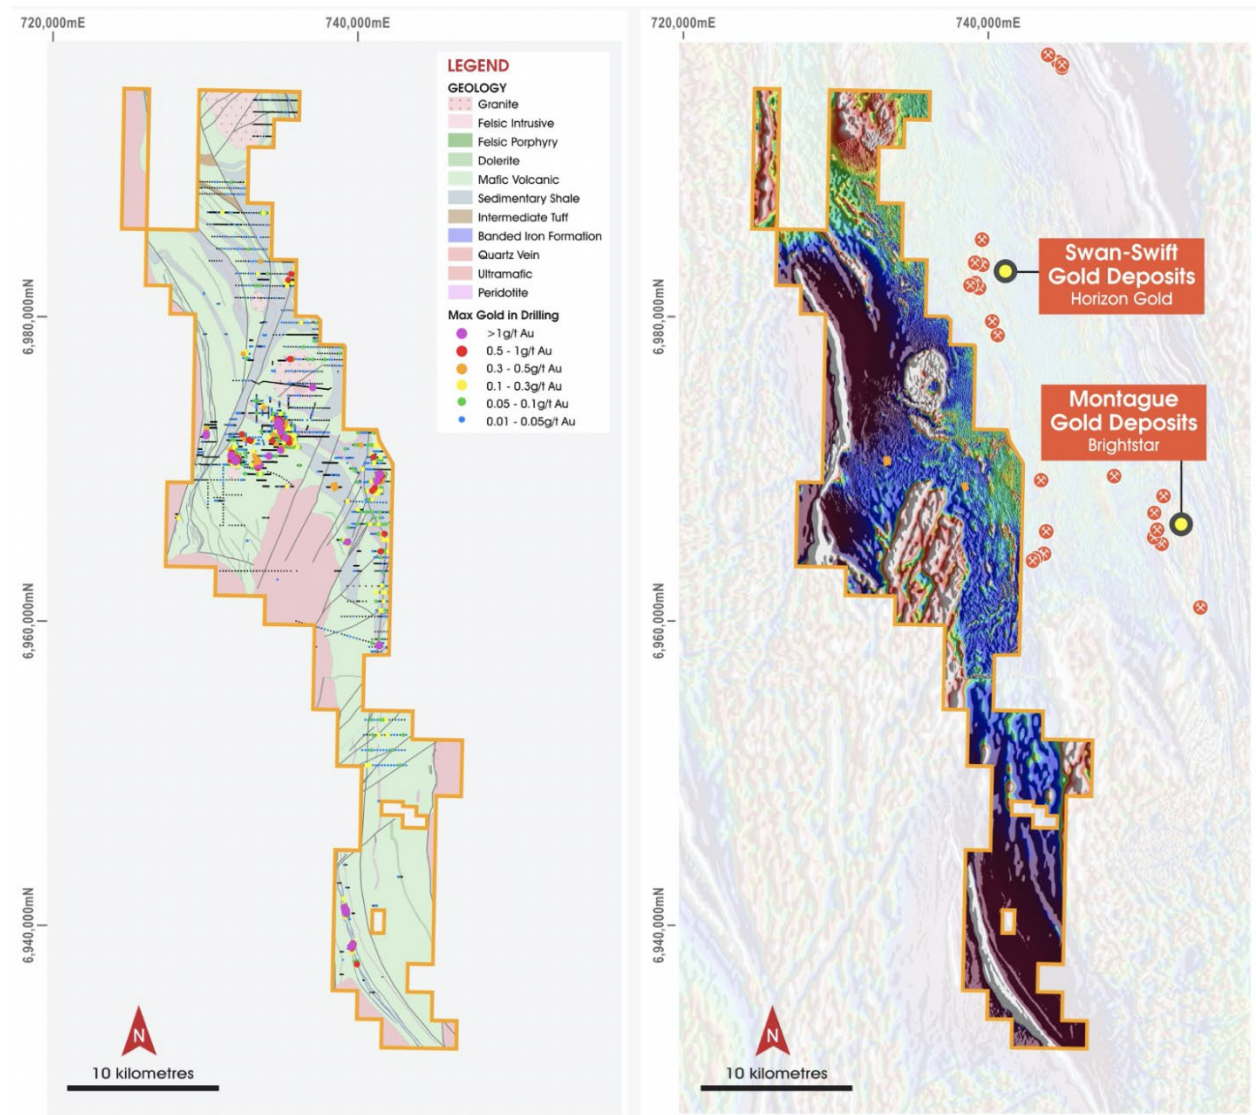 720,000mE
740,000mE
LEGEND
GEOLOGY
Granite
Felsic Intrusive
Felsic Porphyry
Dolerite
Mafic Volcanic
Sedimentary Shale
Intermediate Tuff
Banded Iron Formation
Quartz Vein
Ultramafic
Peridotite
Max Gold in Drilling
>1g/t Au
0.5 - 1g/t Au
0.3 - 0.5g/t Au
0.1 - 0.3g/t Au
0.05 - 0.1g/t Au
0.01 - 0.05g/t Au
6,980,000mN
6,960,000mN
6,940,000mN
N
10 kilometres
720,000mE
740,000mE
Swan-Swift
Gold Deposits
Horizon Gold
Montague
Gold Deposits
Brightstar
6,980,000mN
6,960,000mN
6,940,000mN
N
10 kilometres